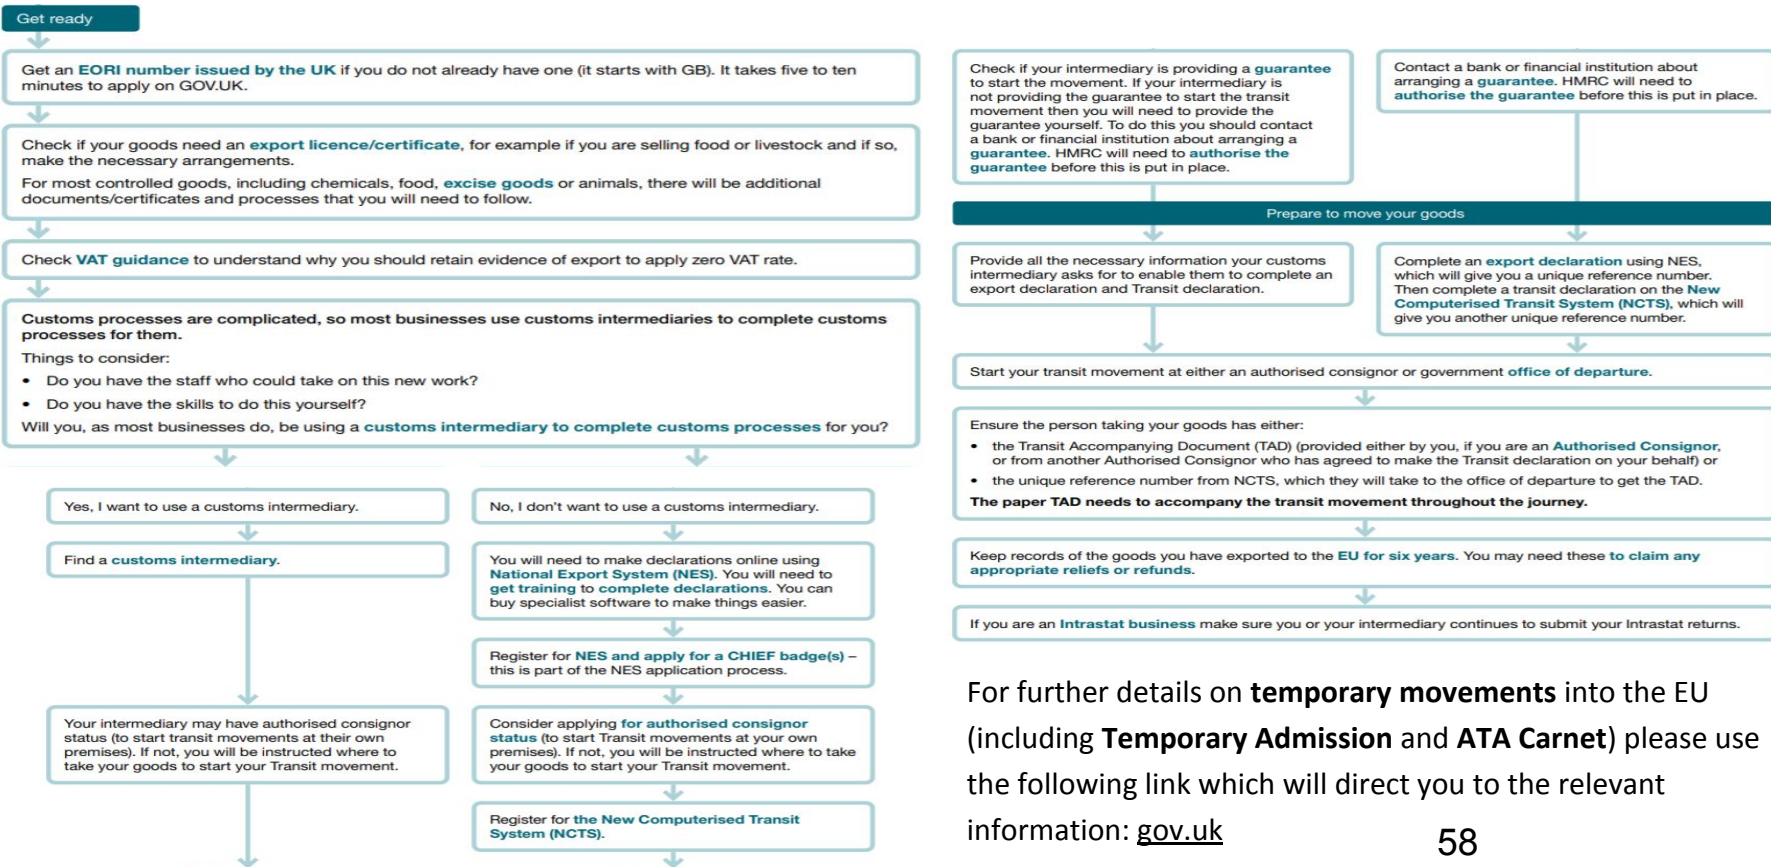 Get ready
Get an EORI number issued by the UK if you do not already have one (it starts with GB). It takes five to ten
minutes to apply on GOV.UK.
Check if your goods need an export licence/certificate, for example if you are selling food or livestock and if so,
make the necessary arrangements.
For most controlled goods, including chemicals, food, excise goods or animals, there will be additional
documents/certificates and processes that you will need to follow.
Check VAT guidance to understand why you should retain evidence of export to apply zero VAT rate.
Customs processes are complicated, so most businesses use customs intermediaries to complete customs
processes for them.
Things to consider:
• Do you have the staff who could take on this new work?
• Do you have the skills to do this yourself?
Will you, as most businesses do, be using a customs intermediary to complete customs processes for you?
Yes, I want to use a customs intermediary.
Find a customs intermediary.
Your intermediary may have authorised consignor
status (to start transit movements at their own
premises). If not, you will be instructed where to
take your goods to start your Transit movement.
No, I don't want to use a customs intermediary.
You will need to make declarations online using
National Export System (NES). You will need to
get training to complete declarations. You can
buy specialist software to make things easier.
Register for NES and apply for a CHIEF badge(s) –
this is part of the NES application process.
Consider applying for authorised consignor
status (to start Transit movements at your own
premises). If not, you will be instructed where to take
your goods to start your Transit movement.
Register for the New Computerised Transit
System (NCTS).
Check if your intermediary is providing a guarantee
to start the movement. If your intermediary is
not providing the guarantee to start the transit
movement then you will need to provide the
guarantee yourself. To do this you should contact
a bank or financial institution about arranging a
guarantee. HMRC will need to authorise the
guarantee before this is put in place.
Contact a bank or financial institution about
arranging a guarantee. HMRC will need to
authorise the guarantee before this is put in place.
Prepare to move your goods
Provide all the necessary information your customs
intermediary asks for to enable them to complete an
export declaration and Transit declaration.
Complete an export declaration using NES,
which will give you a unique reference number.
Then complete a transit declaration on the New
Computerised Transit System (NCTS), which will
give you another unique reference number.
Start your transit movement at either an authorised consignor or government office of departure.
Ensure the person taking your goods has either:
• the Transit Accompanying Document (TAD) (provided either by you, if you are an Authorised Consignor,
or from another Authorised Consignor who has agreed to make the Transit declaration on your behalf) or
• the unique reference number from NCTS, which they will take to the office of departure to get the TAD.
The paper TAD needs to accompany the transit movement throughout the journey.
Keep records of the goods you have exported to the EU for six years. You may need these to claim any
appropriate reliefs or refunds.
If you are an Intrastat business make sure you or your intermediary continues to submit your Intrastat returns.
For further details on temporary movements into the EU
(including Temporary Admission and ATA Carnet) please use
the following link which will direct you to the relevant
information: gov.uk
58